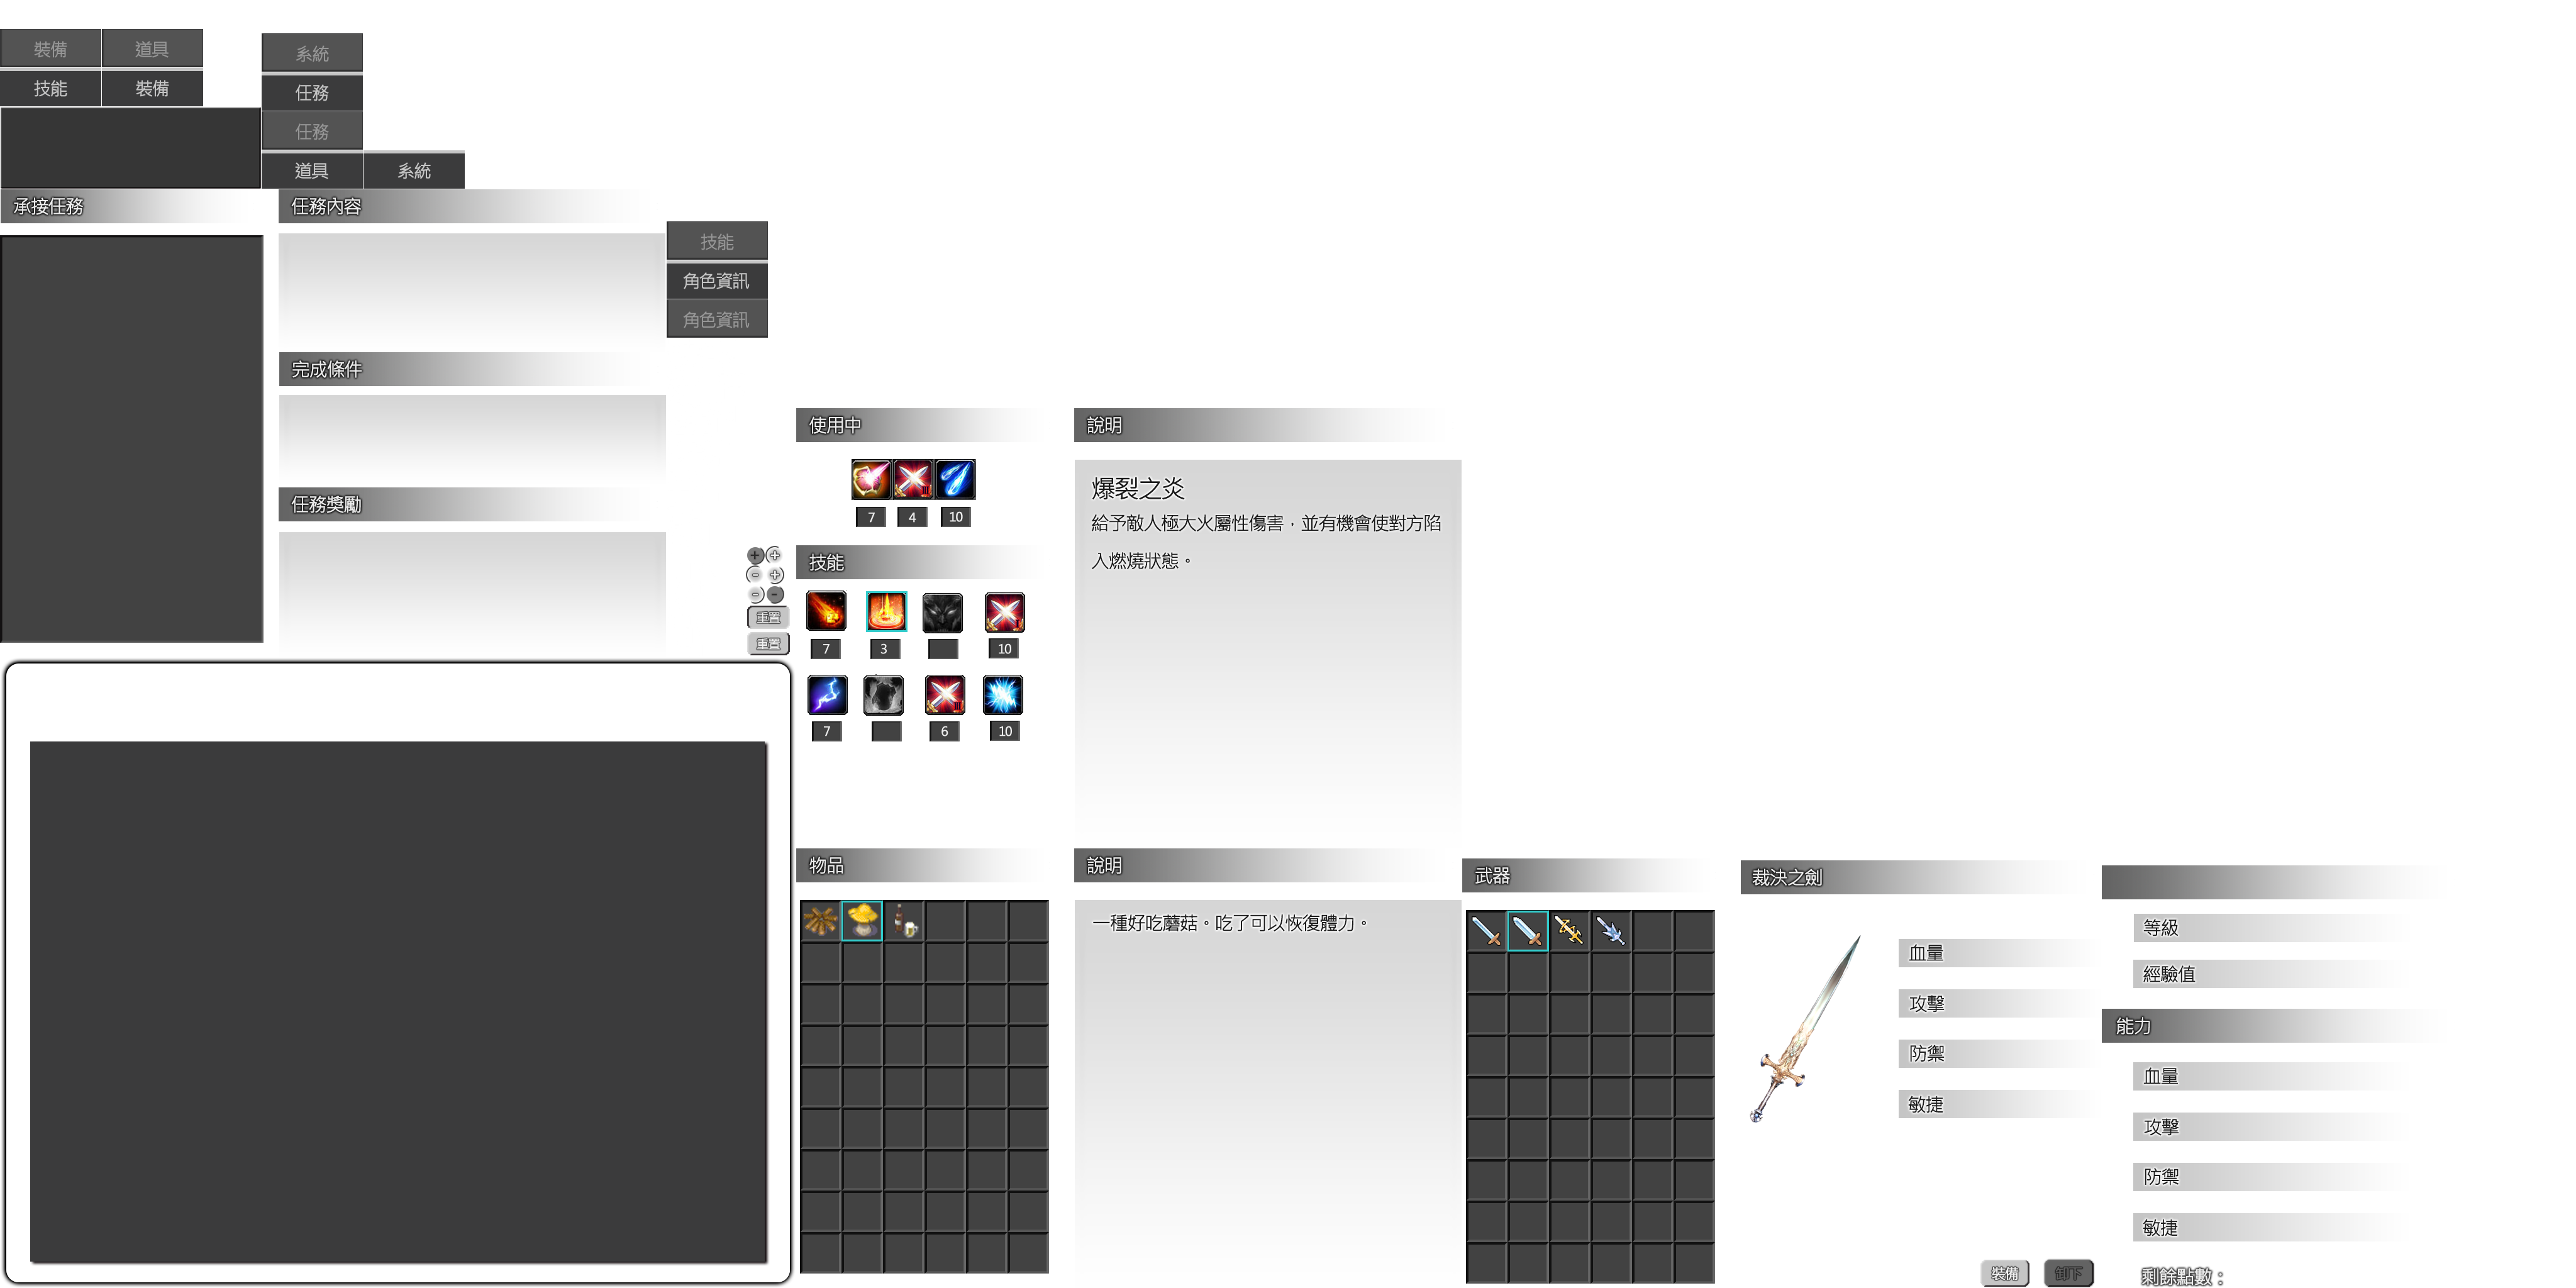 裝備 道具
技能 裝備
系統
任務
任務
道具 系統
承接任務
任務內容
技能
角色資訊
角色資訊
完成條件
任務獎勵
重置
重置
使用中
7 4 10
技能
7 3 10
7 6 10
說明
爆裂之炎
給予敵人極大火屬性傷害，並有機會使對方陷
入燃燒狀態。
物品
說明
一種好吃蘑菇。吃了可以恢復體力。
武器
裁決之劍
血量
攻擊
防禦
敏捷
裝備 卸下
等級
經驗值
能力
血量
攻擊
防禦
敏捷
剩餘點數：